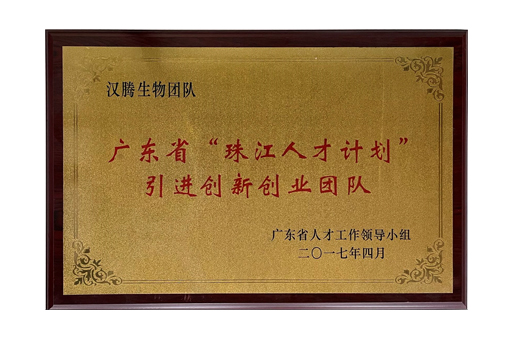 汉腾生物团队
广东省“珠江人才计划”
引进创新创业团队
广东省人才工作领导小组
二〇一七年四月